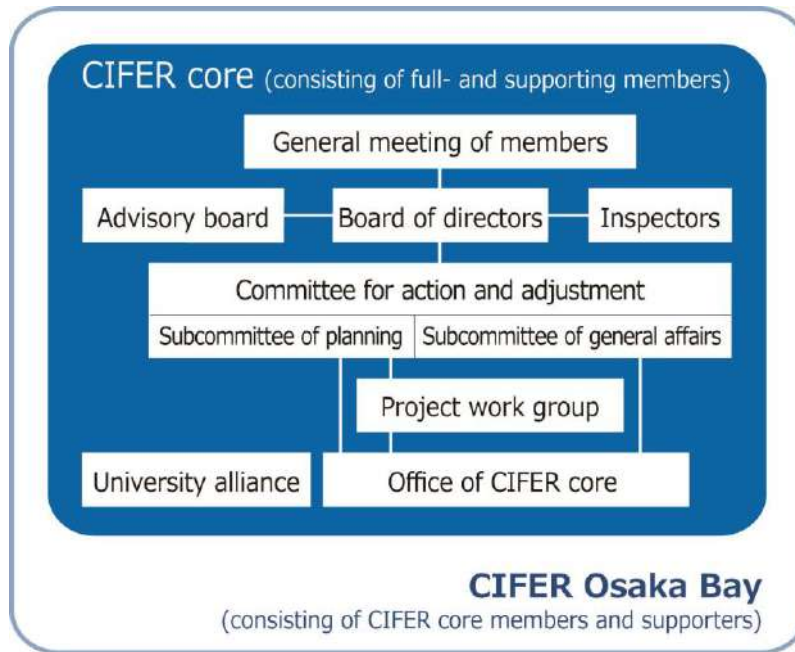 CIFER core (consisting of full- and supporting members)
General meeting of members
Advisory board
Board of directors
Inspectors
Committee for action and adjustment
Subcommittee of planning
Subcommittee of general affairs
Project work group
University alliance
Office of CIFER core
CIFER Osaka Bay
(consisting of CIFER core members and supporters)